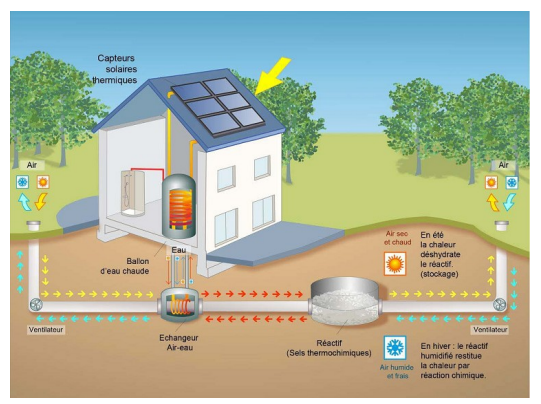 Capteurs
solaires
thermiques
Air
Air
Eau
Ballon
d'eau chaude
Air sec
et chaud
En été
la chaleur
déshydrate
le réactif.
(stockage)
Ventilateur
Echangeur
Air-eau
Réactif
(Sels thermochimiques)
Ventilateur
Air humide
et frais
En hiver : le réactif
humidifié restitue
la chaleur par
réaction chimique.